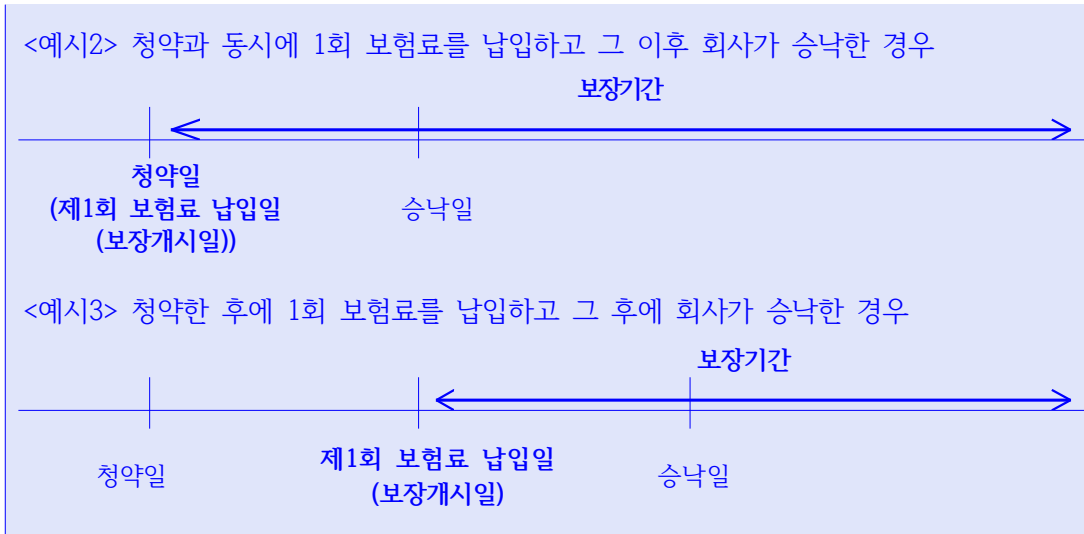 <예시2> 청약과 동시에 1회 보험료를 납입하고 그 이후 회사가 승낙한 경우
보장기간
청약일
(제1회 보험료 납입일
(보장개시일))
승낙일
<예시3> 청약한 후에 1회 보험료를 납입하고 그 후에 회사가 승낙한 경우
보장기간
청약일
제1회 보험료 납입일
(보장개시일)
승낙일